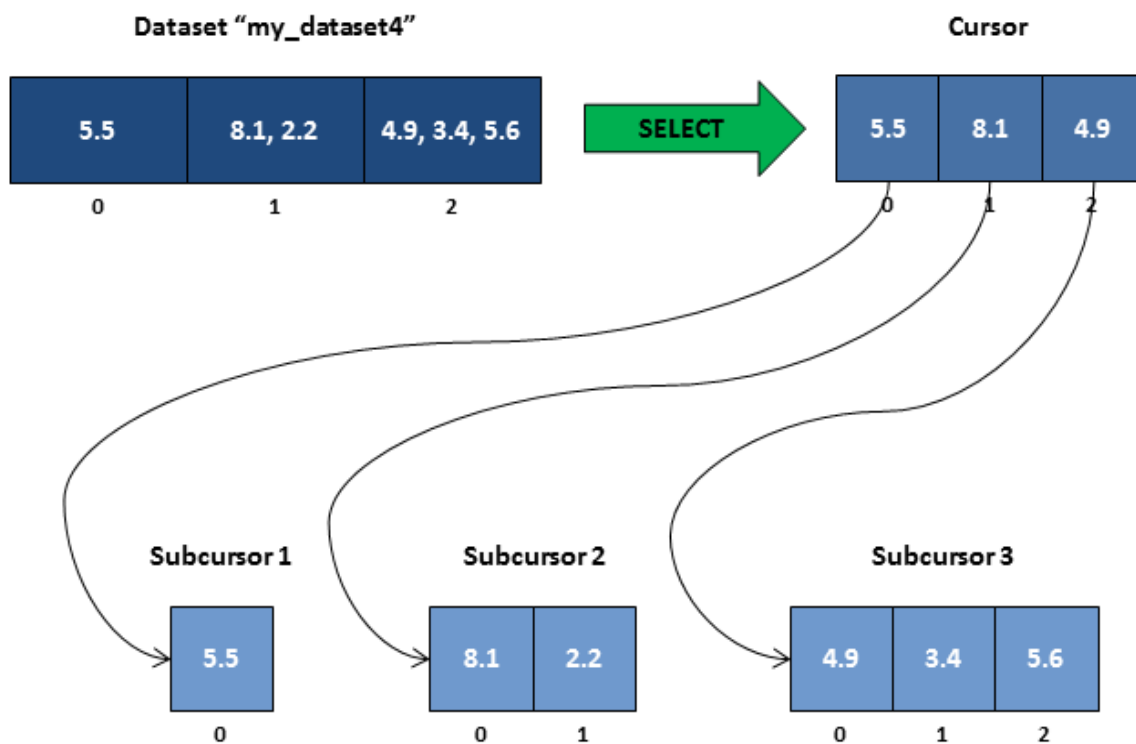 Dataset “my_dataset4” Cursor
5.5 8.1, 2.2 4.9, 3.4, 5.6 SELECT 5.5 8.1 4.9
0 1 2 0 1 2
Subcursor 1 Subcursor 2 Subcursor 3
5.5 8.1 2.2 4.9 3.4 5.6
0 0 1 0 1 2